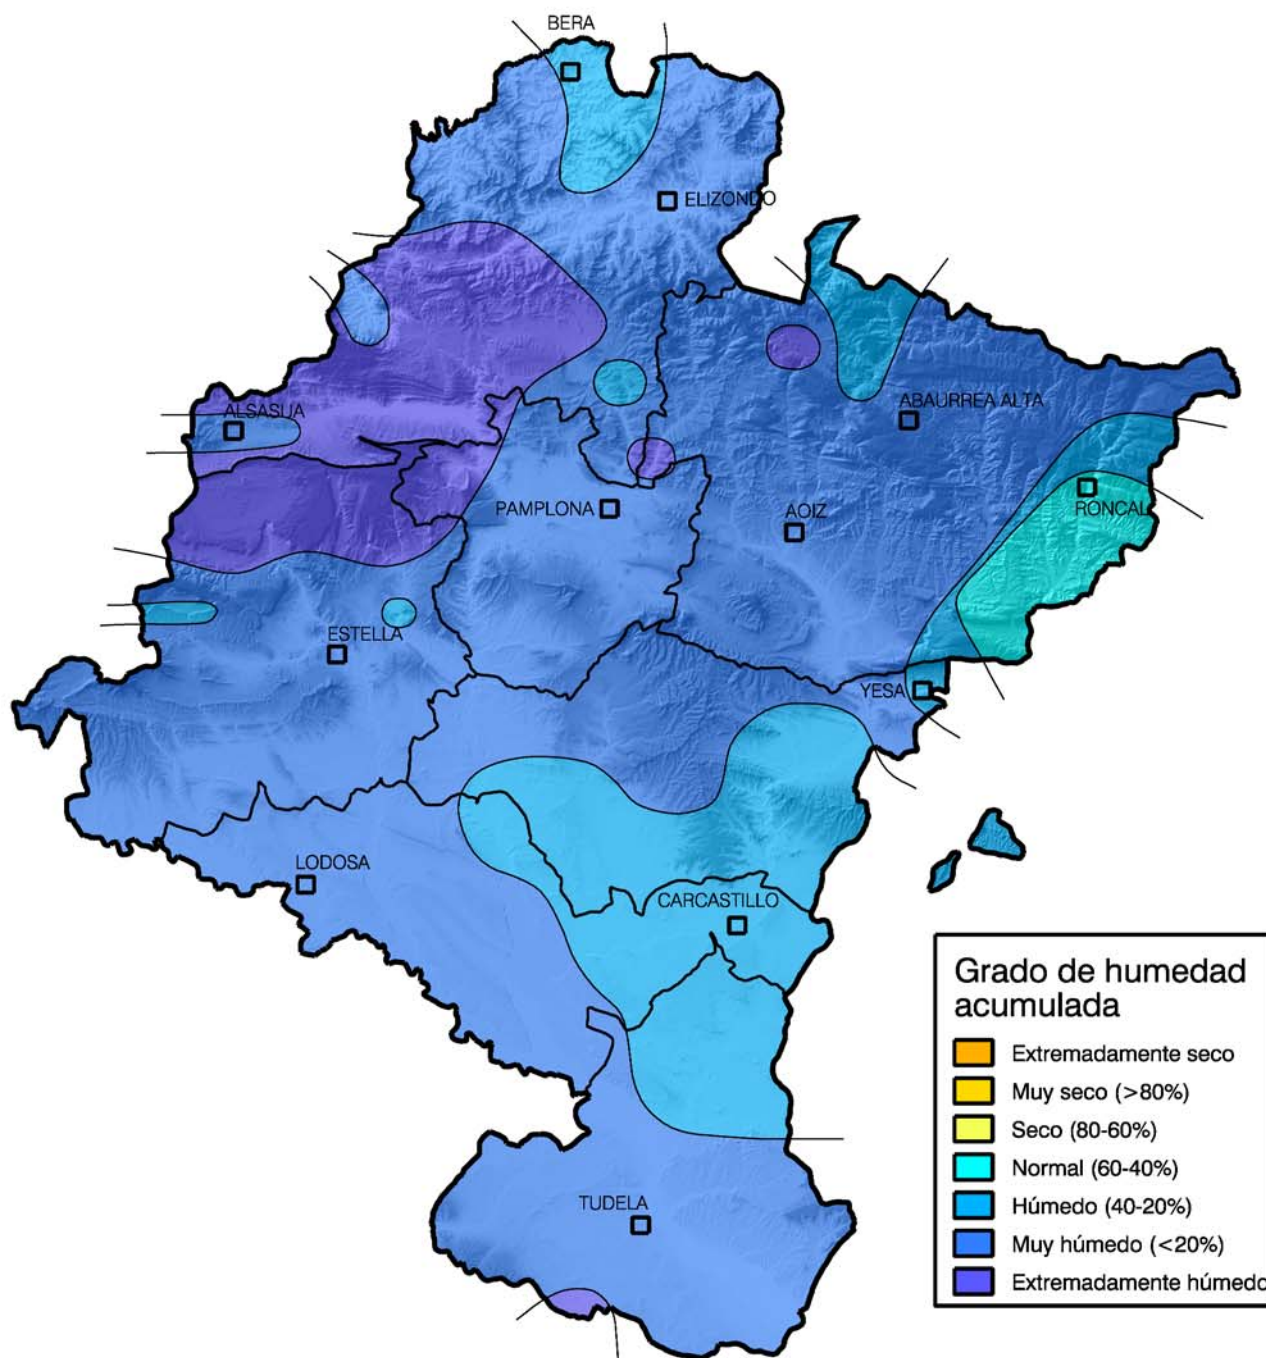 BERA
ELIZONDO
ALSASUA
ABAURREA ALTA
PAMPLONA
AOIZ
RONCAL
ESTELLA
YESA
LODOSA
CARCASTILLO
TUDELA
Grado de humedad
acumulada
Extremadamente seco
Muy seco (>80%)
Seco (80-60%)
Normal (60-40%)
Húmedo (40-20%)
Muy húmedo (<20%)
Extremadamente húmedo